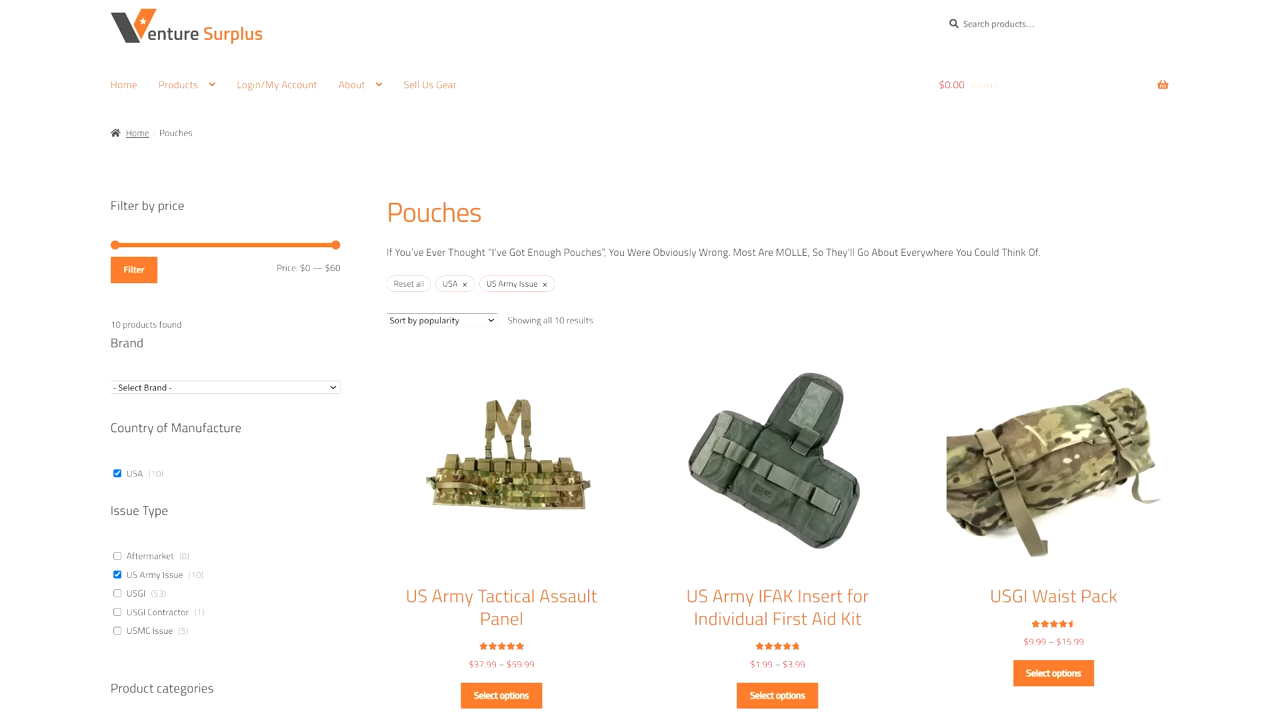 Venture Surplus
Search products…
Home
Products
Login/My Account
About
Sell Us Gear
$0.00
Home
Pouches
Filter by price
Filter
Price: $0 — $60
10 products found
Brand
- Select Brand -
Country of Manufacture
USA (10)
Issue Type
Aftermarket (8)
US Army Issue (10)
USGI (53)
USGI Contractor (1)
USMC Issue (5)
Product categories
Pouches
If You've Ever Thought "I've Got Enough Pouches", You Were Obviously Wrong. Most Are MOLLE, So They'll Go About Everywhere You Could Think Of.
Reset all
USA ×
US Army Issue ×
Sort by popularity
Showing all 10 results
US Army Tactical Assault
Panel
$37.99 – $59.99
Select options
US Army IFAK Insert for
Individual First Aid Kit
$1.99 – $3.99
Select options
USGI Waist Pack
$9.99 – $15.99
Select options